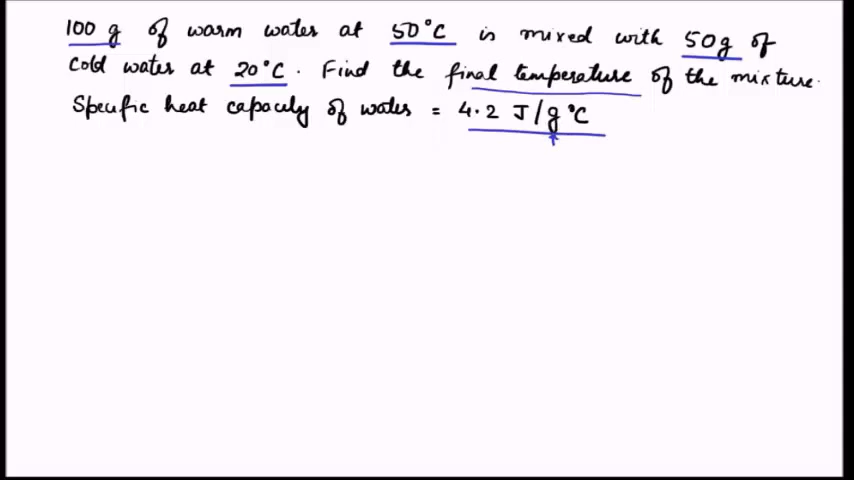 100 g of warm water at 50°C is mixed with 50g of
cold water at 20°C. Find the final temperature of the mixture.
Specific heat capacity of water = 4.2 J/g°C